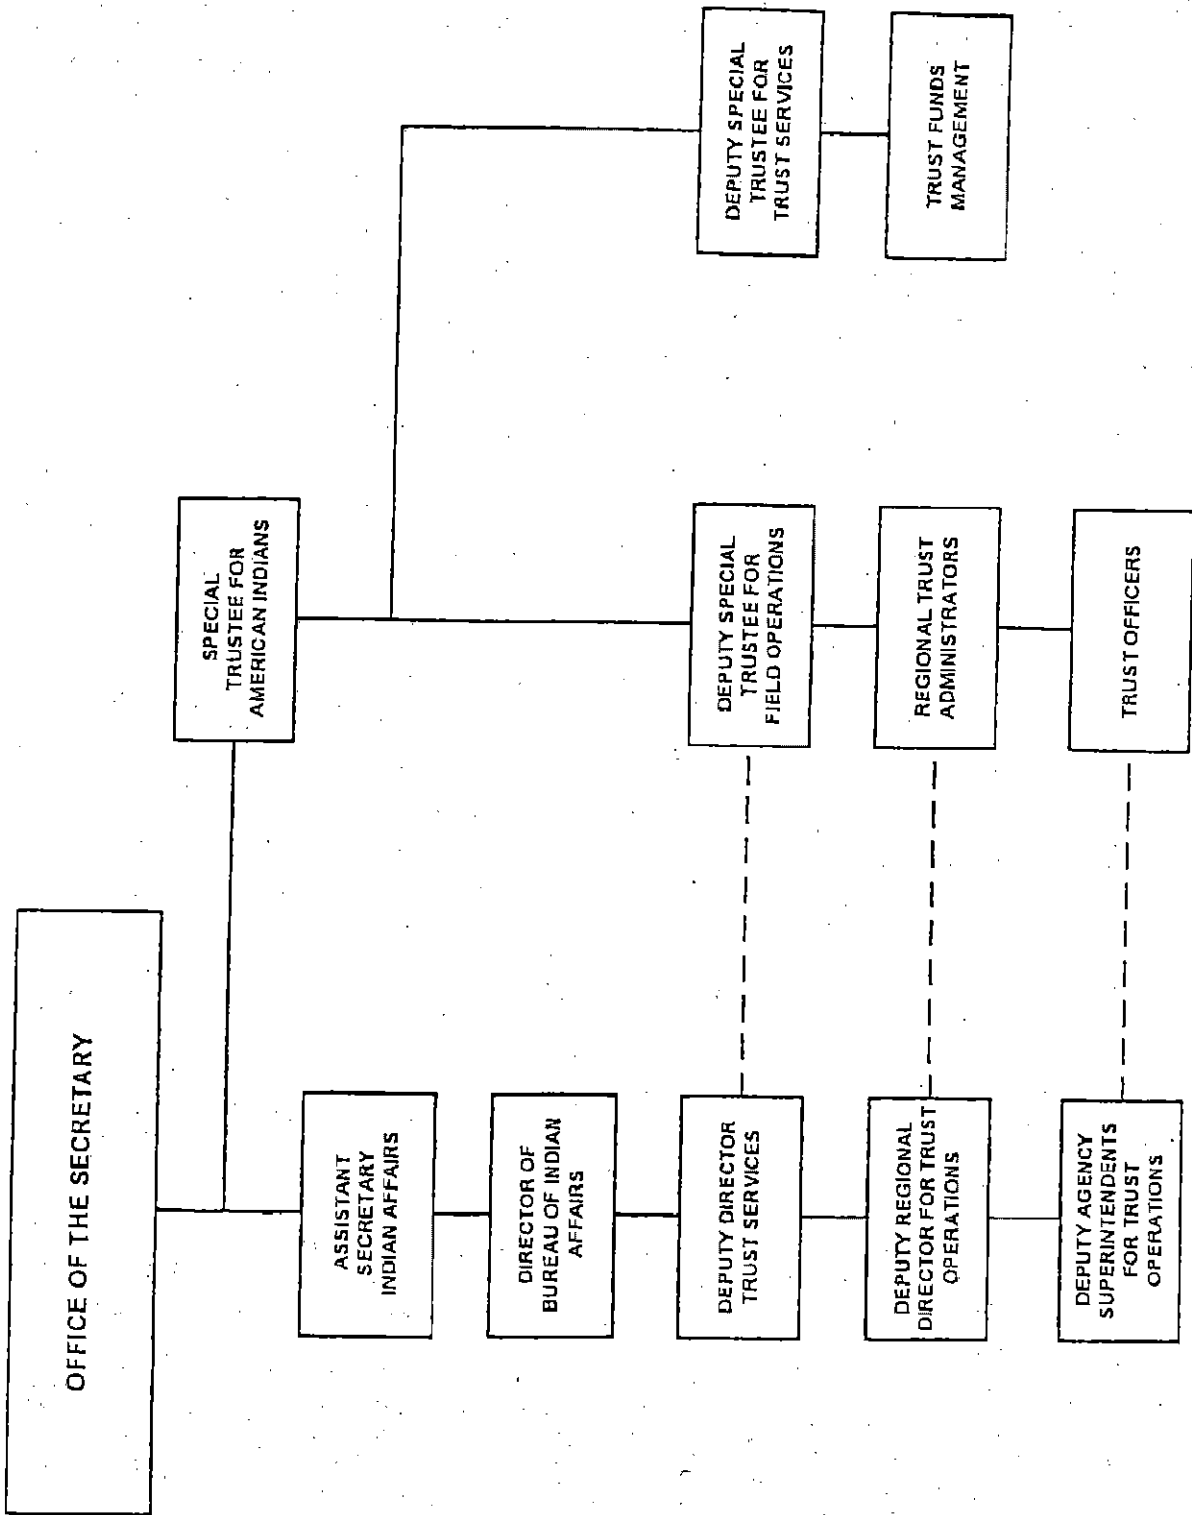 OFFICE OF THE SECRETARY
SPECIAL
TRUSTEE FOR
AMERICAN INDIANS
ASSISTANT
SECRETARY
INDIAN AFFAIRS
DIRECTOR OF
BUREAU OF INDIAN
AFFAIRS
DEPUTY DIRECTOR
TRUST SERVICES
DEPUTY SPECIAL
TRUSTEE FOR
FIELD OPERATIONS
DEPUTY SPECIAL
TRUSTEE FOR
TRUST SERVICES
DEPUTY REGIONAL
DIRECTOR FOR TRUST
OPERATIONS
REGIONAL TRUST
ADMINISTRATORS
TRUST FUNDS
MANAGEMENT
DEPUTY AGENCY
SUPERINTENDENTS
FOR TRUST
OPERATIONS
TRUST OFFICERS